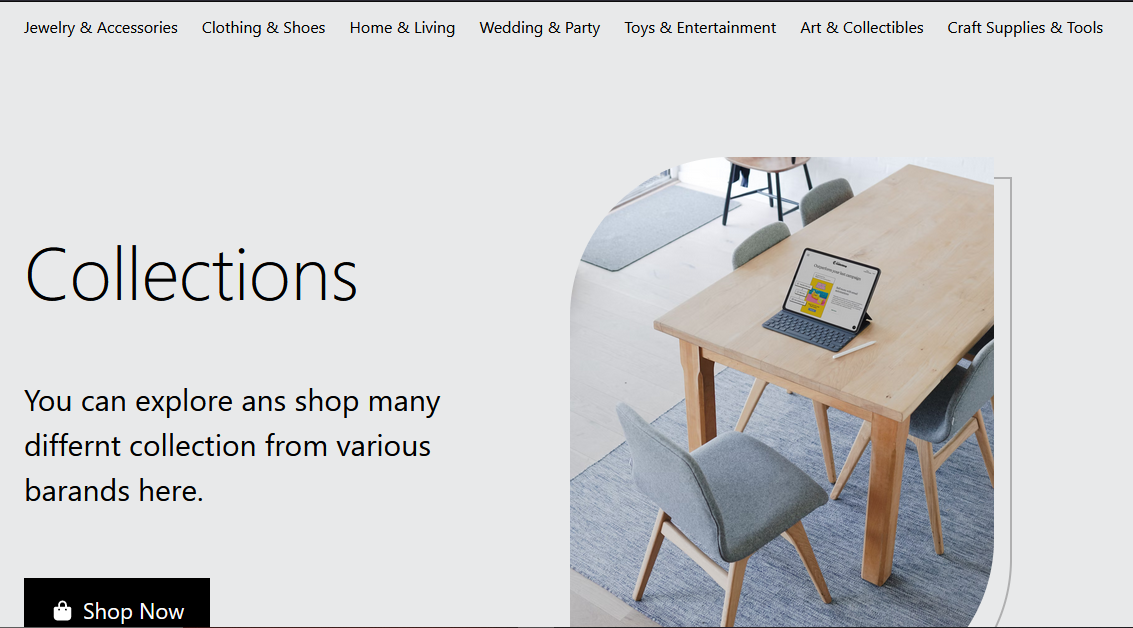 Jewelry & Accessories Clothing & Shoes Home & Living Wedding & Party Toys & Entertainment Art & Collectibles Craft Supplies & Tools
Collections
You can explore ans shop many
differnt collection from various
barands here.
Shop Now